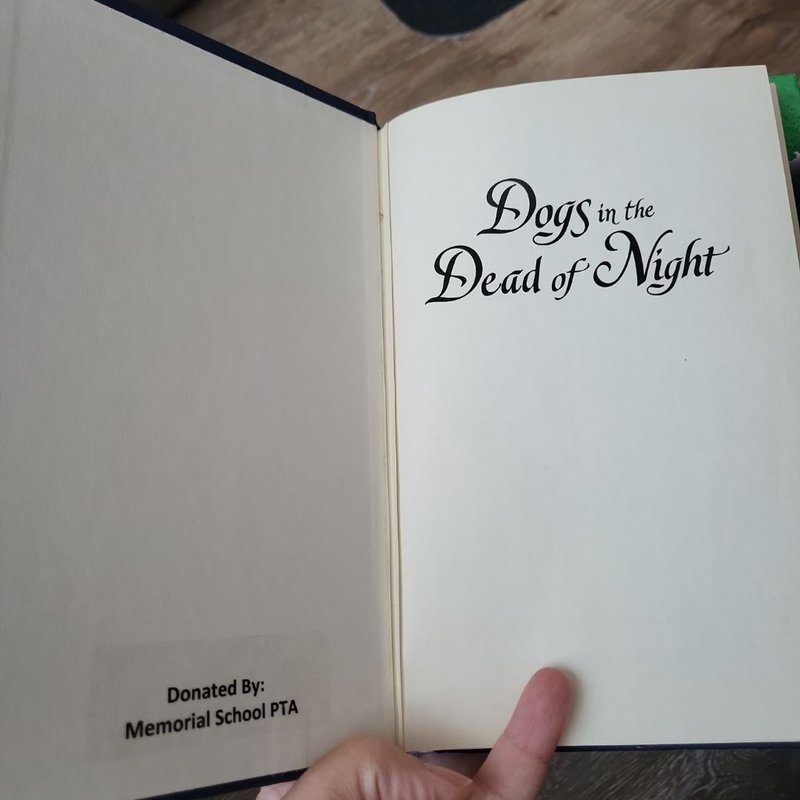 Donated By:
Memorial School PTA
Dogs in the
Dead of Night